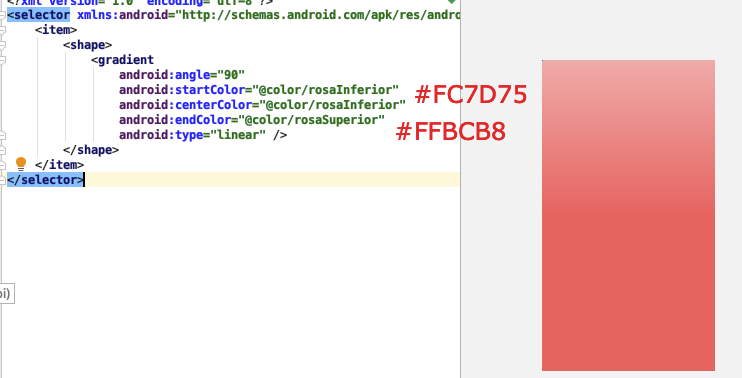 <?xml version="1.0" encoding="utf-8"?>
<selector xmlns:android="http://schemas.android.com/apk/res/andro
<item>
<shape>
<gradient
android:angle="90"
android:startColor="@color/rosaInferior" #FC7D75
android:centerColor="@color/rosaInferior"
android:endColor="@color/rosaSuperior" #FFBCB8
android:type="linear" />
</shape>
</item>
</selector>
oi)